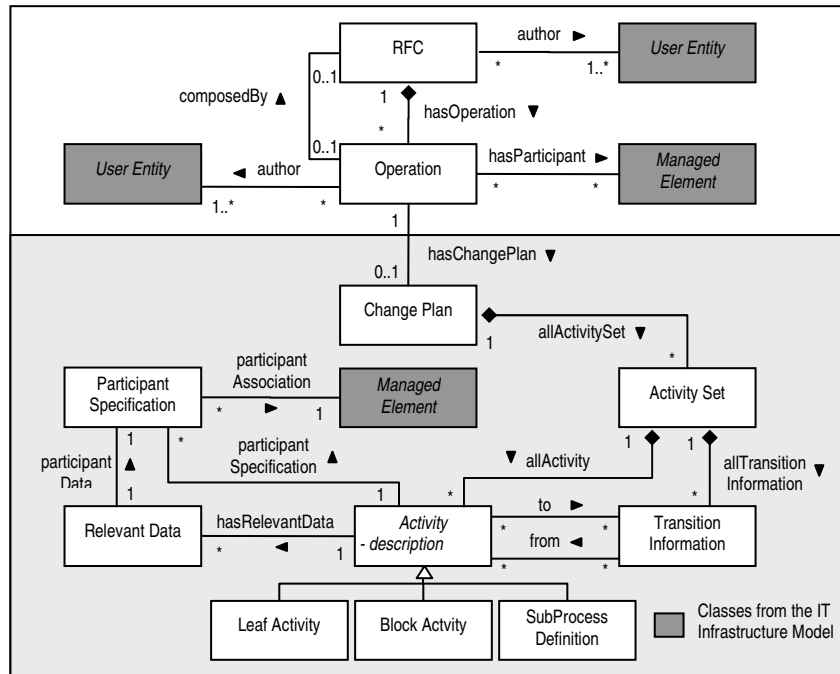 RFC
author ►
User Entity
* 1..*
0..1
1
composedBy ▲
hasOperation ▼
*
0..1
User Entity
◄ author
Operation
hasParticipant ►
Managed
Element
1..* *
* *
1
hasChangePlan ▼
0..1
Change Plan
1
allActivitySet ▼
*
Participant
Specification
participant
Association
* ► 1
Managed
Element
Activity Set
1 *
participant
Specification ▲
1 1
▼ allActivity
allTransition
Information ▼
participant
Data ▲
1
1
*
*
Relevant Data
hasRelevantData
* ◄ 1
Activity
- description
to ►
* *
from ◄
* *
Transition
Information
Leaf Activity
Block Actvity
SubProcess
Definition
Classes from the IT
Infrastructure Model